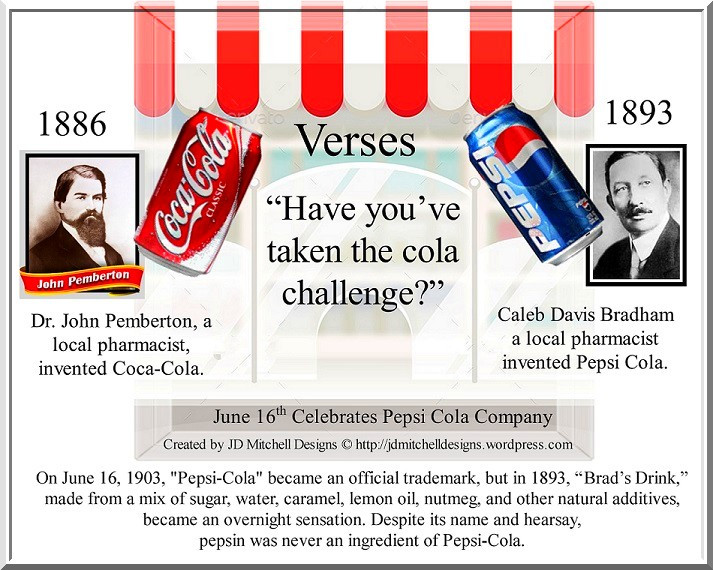 1886
1893
Verses
Coca-Cola
CLASSIC
PEPSI
John Pemberton
“Have you’ve
taken the cola
challenge?”
Dr. John Pemberton, a
local pharmacist,
invented Coca-Cola.
Caleb Davis Bradham
a local pharmacist
invented Pepsi Cola.
June 16th Celebrates Pepsi Cola Company
Created by JD Mitchell Designs © http://jdmitchelldesigns.wordpress.com
On June 16, 1903, "Pepsi-Cola" became an official trademark, but in 1893, “Brad’s Drink,”
made from a mix of sugar, water, caramel, lemon oil, nutmeg, and other natural additives,
became an overnight sensation. Despite its name and hearsay,
pepsin was never an ingredient of Pepsi-Cola.